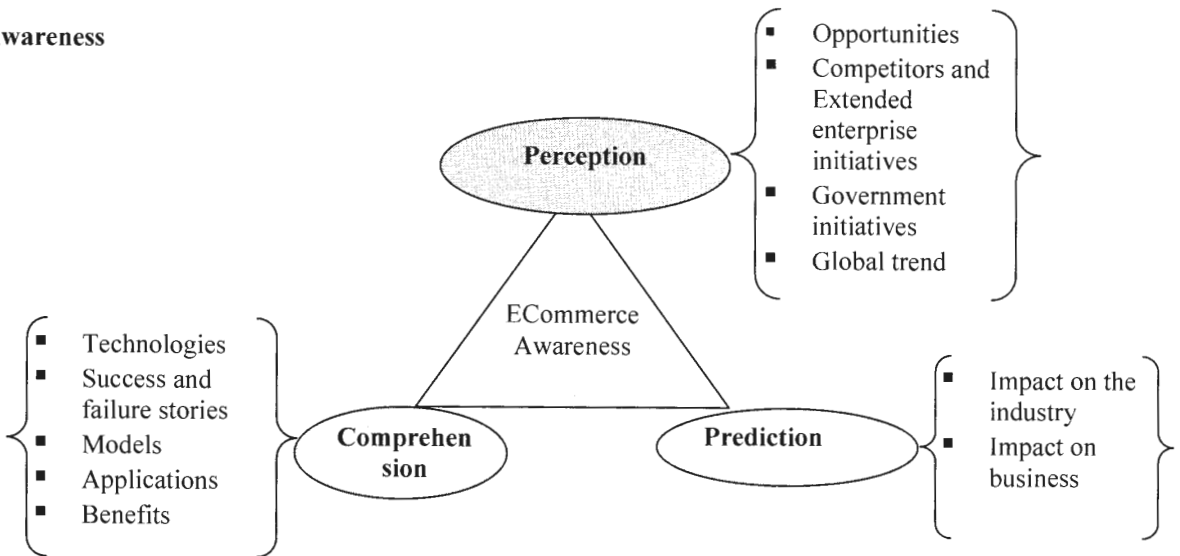 wareness
Perception
▪ Opportunities
▪ Competitors and
Extended
enterprise
initiatives
▪ Government
initiatives
▪ Global trend
ECommerce
Awareness
▪ Technologies
▪ Success and
failure stories
▪ Models
▪ Applications
▪ Benefits
Comprehen
sion
Prediction
▪ Impact on the
industry
▪ Impact on
business